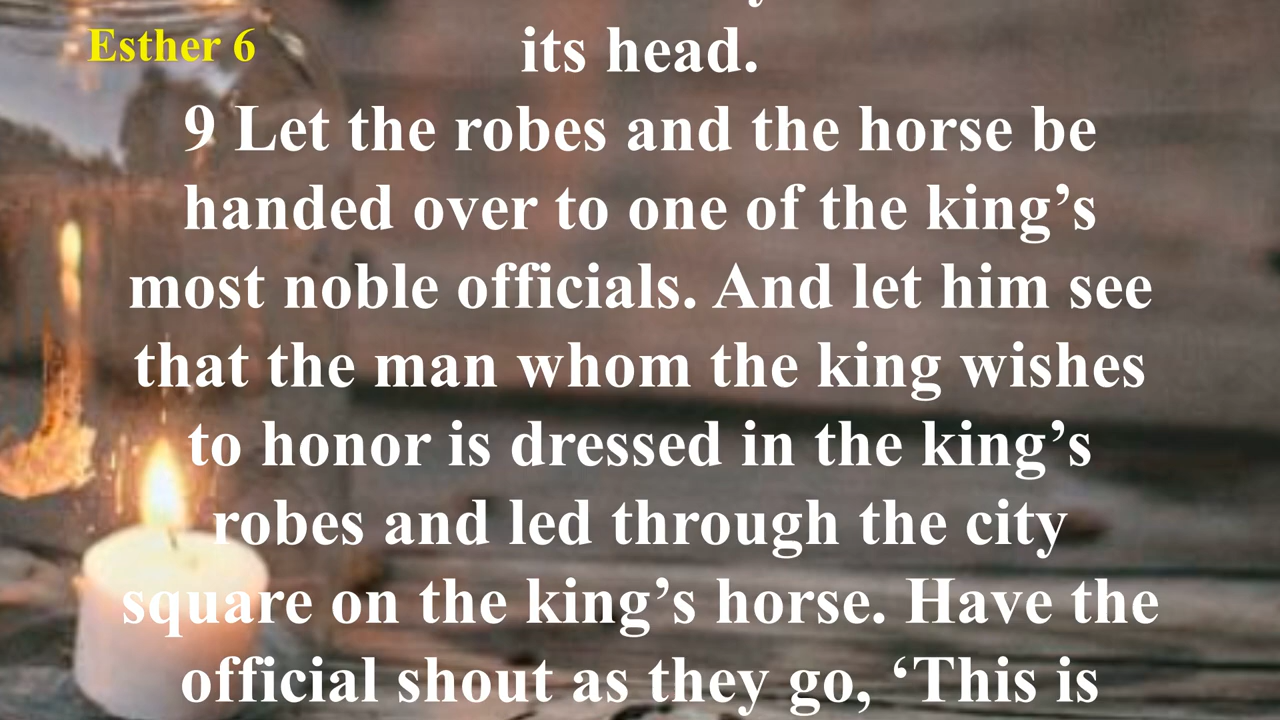 Esther 6
its head.
9 Let the robes and the horse be
handed over to one of the king’s
most noble officials. And let him see
that the man whom the king wishes
to honor is dressed in the king’s
robes and led through the city
square on the king’s horse. Have the
official shout as they go, ‘This is